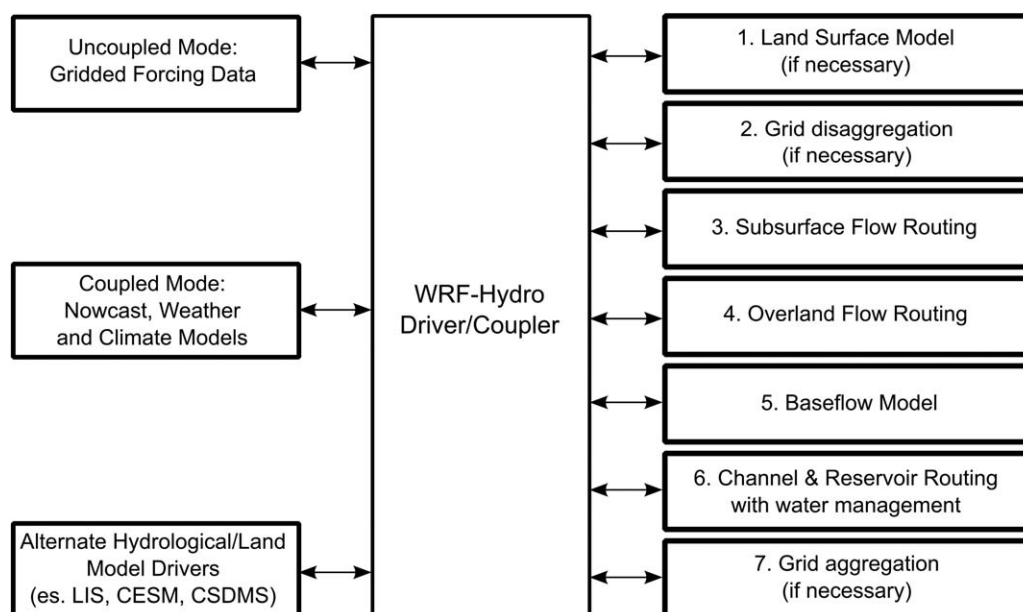 Uncoupled Mode:
Gridded Forcing Data
Coupled Mode:
Nowcast, Weather
and Climate Models
Alternate Hydrological/Land
Model Drivers
(es. LIS, CESM, CSDMS)
WRF-Hydro
Driver/Coupler
1. Land Surface Model
(if necessary)
2. Grid disaggregation
(if necessary)
3. Subsurface Flow Routing
4. Overland Flow Routing
5. Baseflow Model
6. Channel & Reservoir Routing
with water management
7. Grid aggregation
(if necessary)